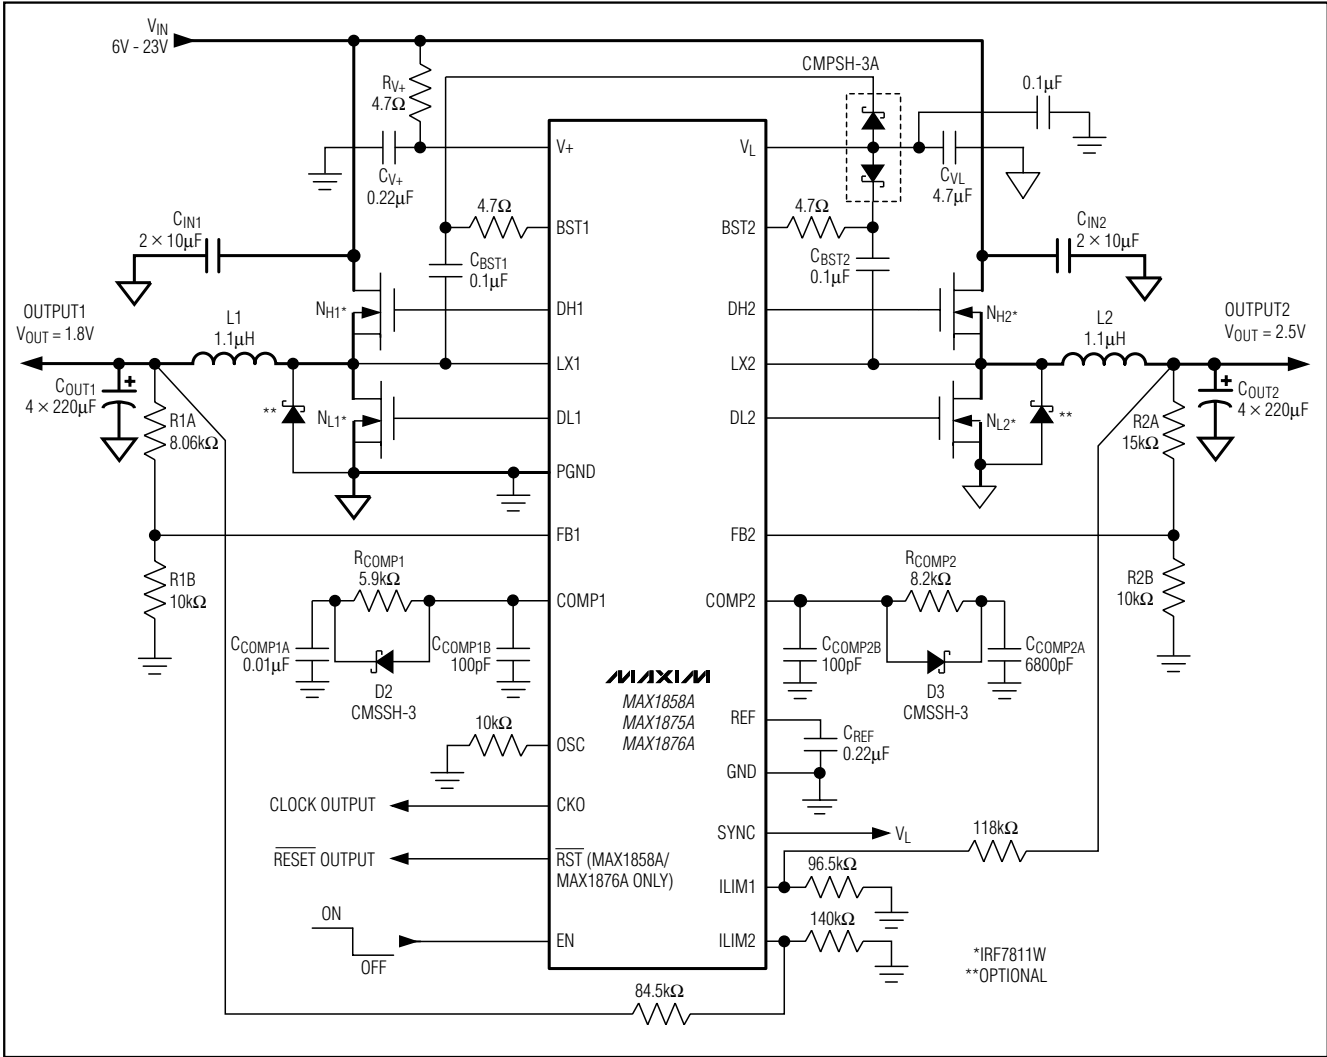 VIN
6V - 23V
RV+
4.7Ω
CMPSH-3A
0.1µF
V+
VL
CV+
0.22µF
CVL
4.7µF
4.7Ω
BST1
BST2
4.7Ω
CIN1
2 × 10µF
CBST1
0.1µF
CBST2
0.1µF
CIN2
2 × 10µF
OUTPUT1
VOUT = 1.8V
L1
1.1µH
NH1*
DH1
DH2
NH2*
L2
1.1µH
OUTPUT2
VOUT = 2.5V
LX1
LX2
COUT1
4 × 220µF
+
R1A
8.06kΩ
**
NL1*
DL1
DL2
NL2*
**
R2A
15kΩ
+
COUT2
4 × 220µF
PGND
FB1
FB2
R1B
10kΩ
RCOMP1
5.9kΩ
COMP1
COMP2
RCOMP2
8.2kΩ
R2B
10kΩ
CCOMP1A
0.01µF
CCOMP1B
100pF
CCOMP2B
100pF
CCOMP2A
6800pF
D2
CMSSH-3
D3
CMSSH-3
MAXIM
MAX1858A
MAX1875A
MAX1876A
10kΩ
OSC
REF
CREF
0.22µF
GND
CLOCK OUTPUT
CKO
SYNC
VL
118kΩ
RESET OUTPUT
RST (MAX1858A/
MAX1876A ONLY)
ILIM1
96.5kΩ
ON
OFF
EN
ILIM2
140kΩ
*IRF7811W
**OPTIONAL
84.5kΩ